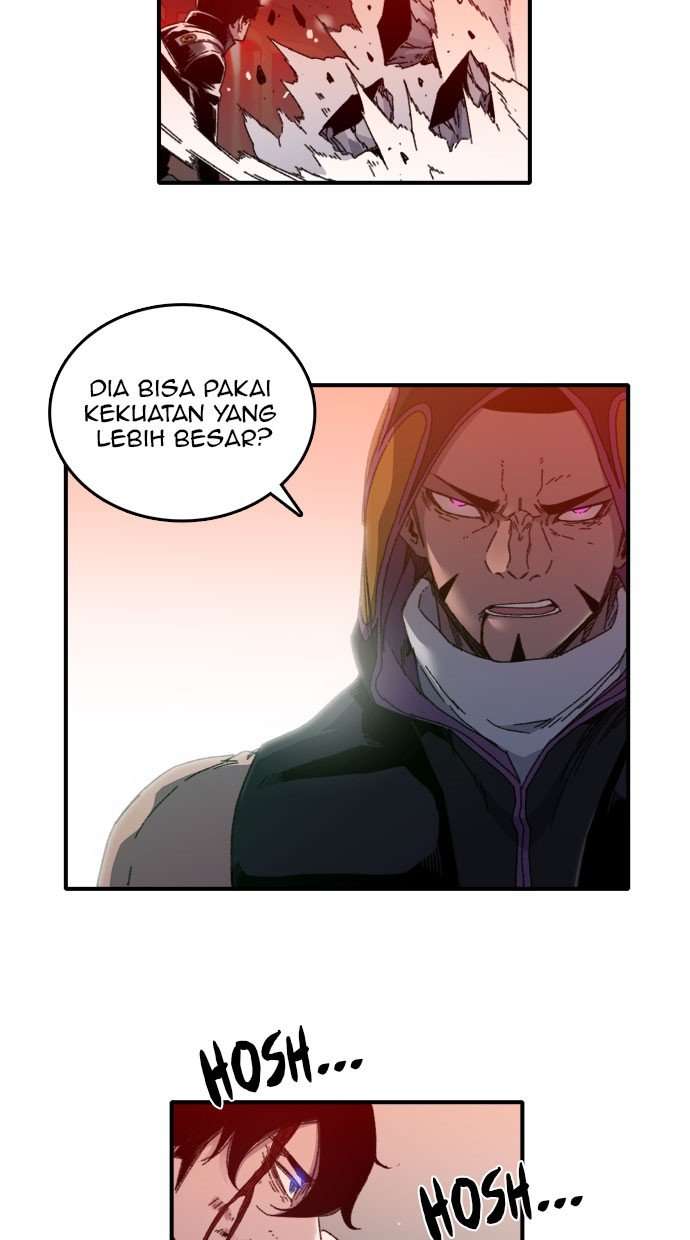 DIA BISA PAKAI
KEKUATAN YANG
LEBIH BESAR?
HOSH...
HOSH...